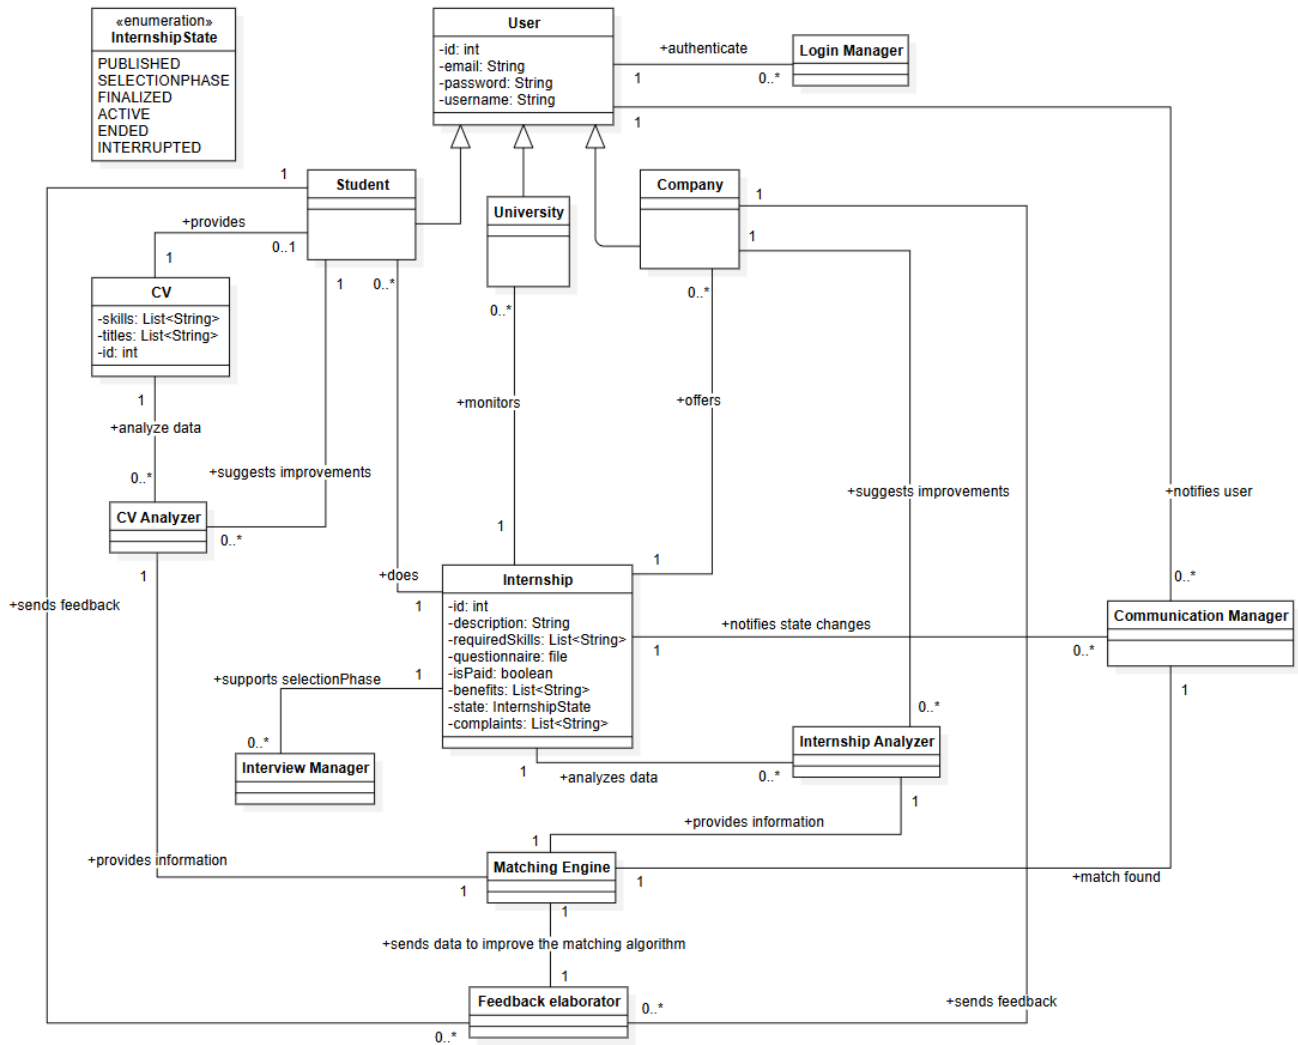 «enumeration»
InternshipState
PUBLISHED
SELECTIONPHASE
FINALIZED
ACTIVE
ENDED
INTERRUPTED
User
-id: int
-email: String
-password: String
-username: String
+authenticate
1
0..*
Login Manager
1
1
Student
University
Company
1
1
+provides
0..1
1
CV
-skills: List<String>
-titles: List<String>
-id: int
1
0..*
0..*
0..*
1
+analyze data
+monitors
+offers
0..*
+suggests improvements
+suggests improvements
+notifies user
CV Analyzer
0..*
1
1
1
+does
1
0..*
+sends feedback
Internship
-id: int
-description: String
-requiredSkills: List<String>
-questionnaire: file
-isPaid: boolean
-benefits: List<String>
-state: InternshipState
-complaints: List<String>
+notifies state changes
1
0..*
Communication Manager
1
+supports selectionPhase
1
0..*
Interview Manager
0..*
Internship Analyzer
1
+analyzes data
0..*
1
+provides information
1
+provides information
1
Matching Engine
1
+match found
1
+sends data to improve the matching algorithm
1
Feedback elaborator
0..*
+sends feedback
0..*